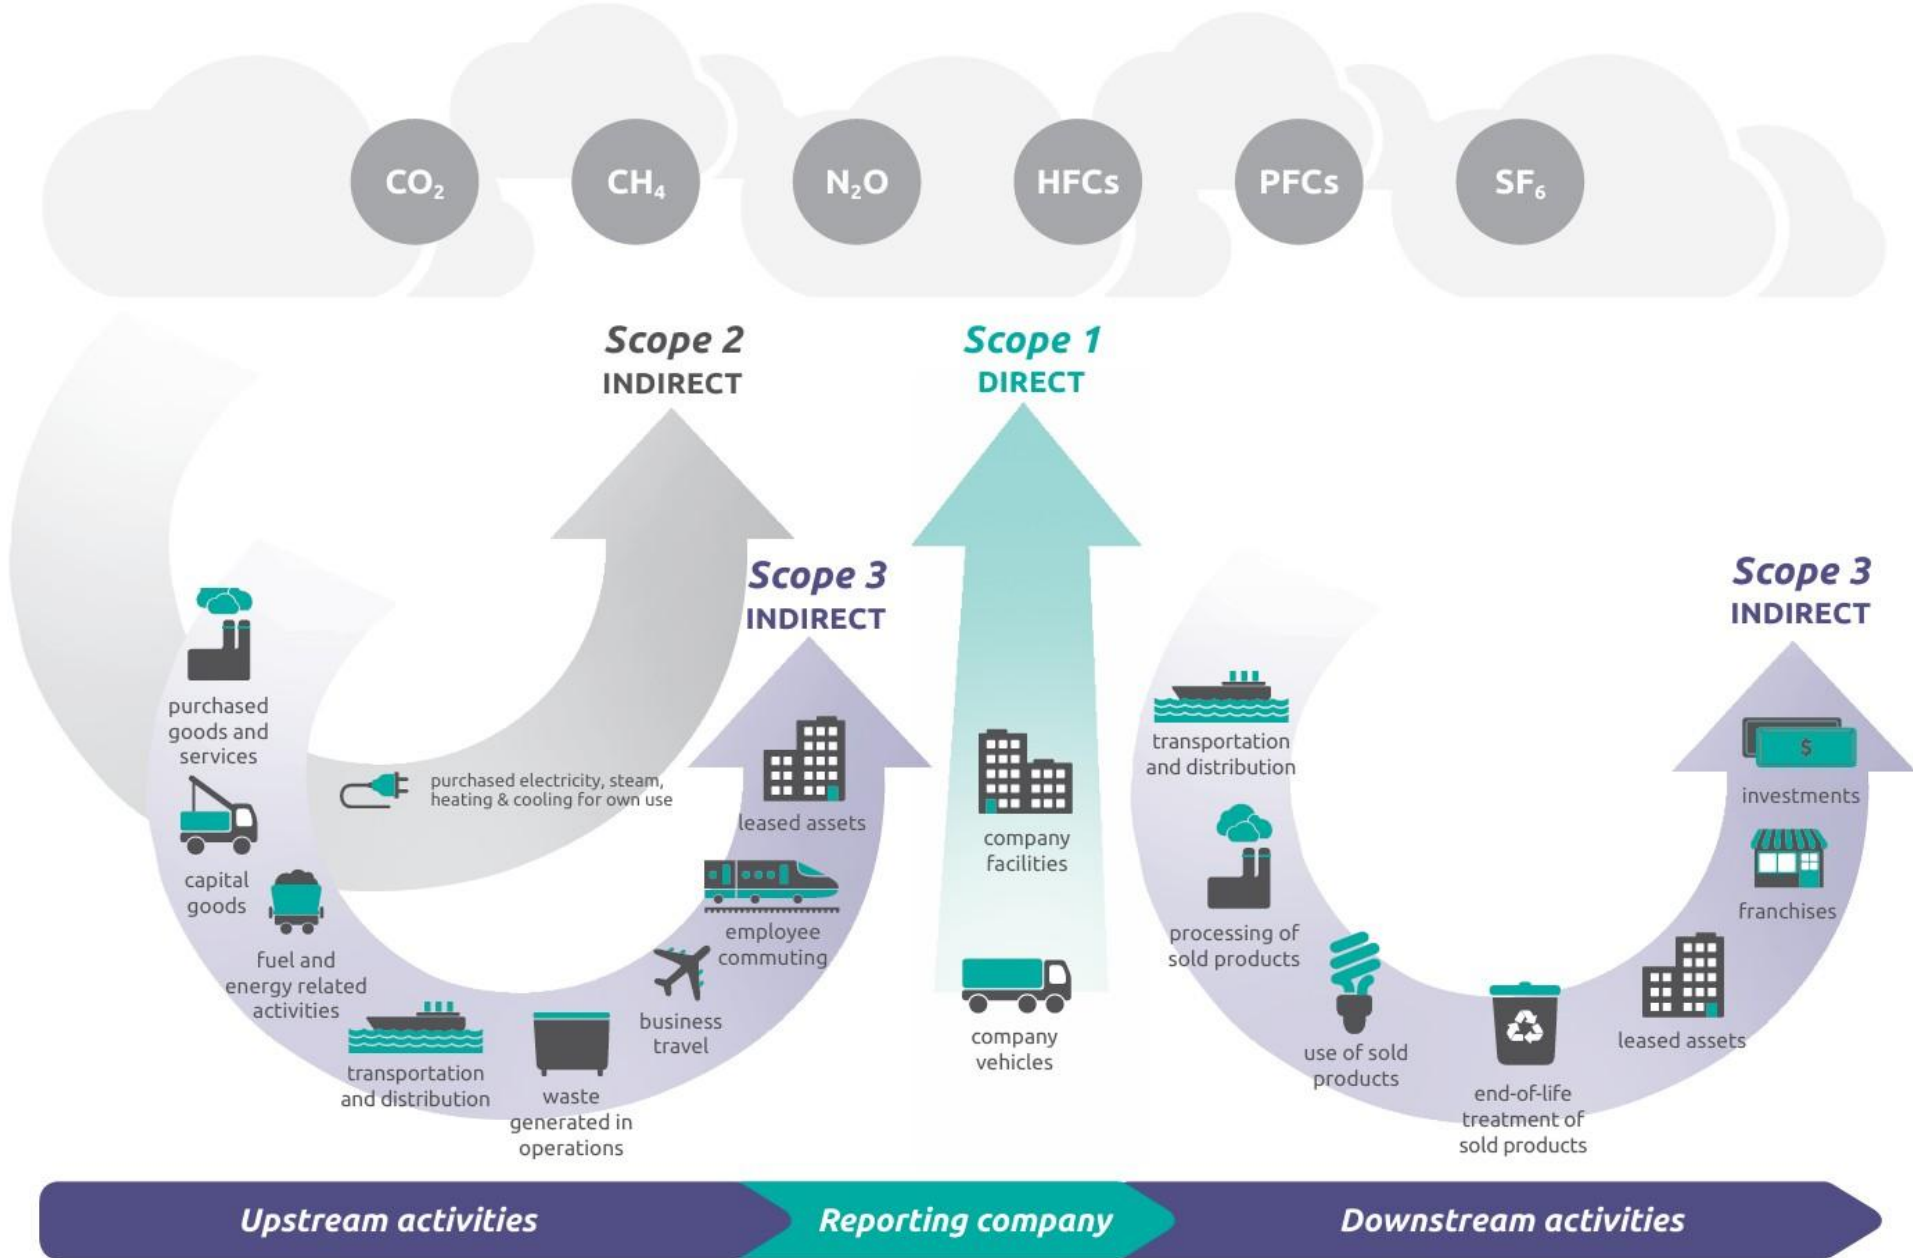 CO₂
CH₄
N₂O
HFCs
PFCs
SF₆
Scope 2
INDIRECT
Scope 1
DIRECT
Scope 3
INDIRECT
Scope 3
INDIRECT
purchased
goods and
services
capital
goods
fuel and
energy related
activities
transportation
and distribution
waste
generated in
operations
business
travel
employee
commuting
leased assets
purchased electricity, steam,
heating & cooling for own use
company
facilities
company
vehicles
transportation
and distribution
processing of
sold products
use of sold
products
end-of-life
treatment of
sold products
leased assets
franchises
investments
$
Upstream activities
Reporting company
Downstream activities